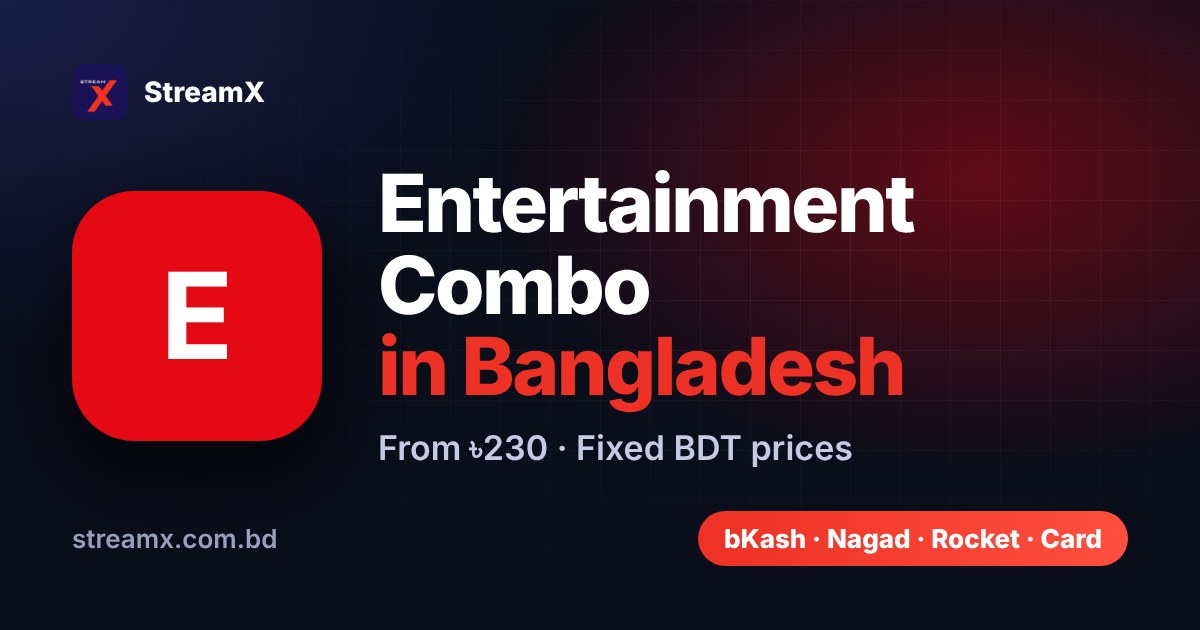 STREAM
X
StreamX
E
Entertainment
Combo
in Bangladesh
From ৳230 · Fixed BDT prices
streamx.com.bd
bKash · Nagad · Rocket · Card